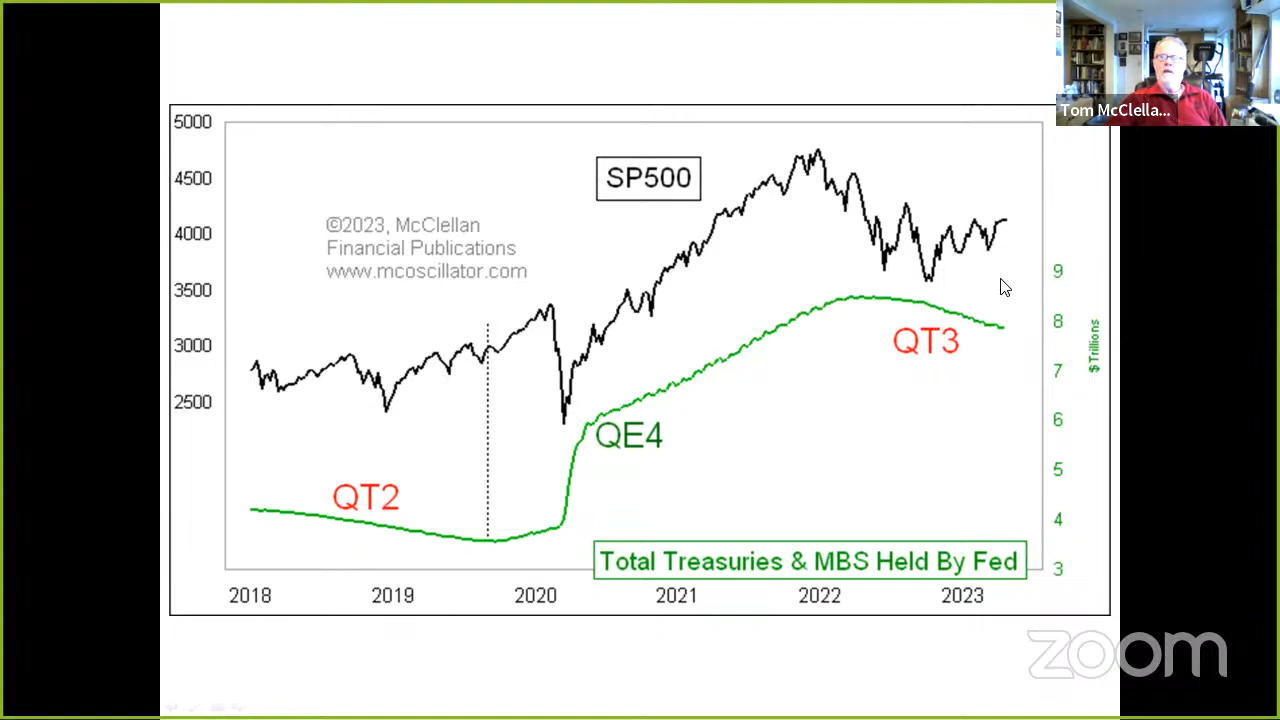 Tom McClella...
5000
4500
4000
3500
3000
2500
SP500
©2023, McClellan
Financial Publications
www.mcoscillator.com
9
8
7
6
5
4
3
$Trillions
QT3
QE4
QT2
Total Treasuries & MBS Held By Fed
2018 2019 2020 2021 2022 2023
zoom